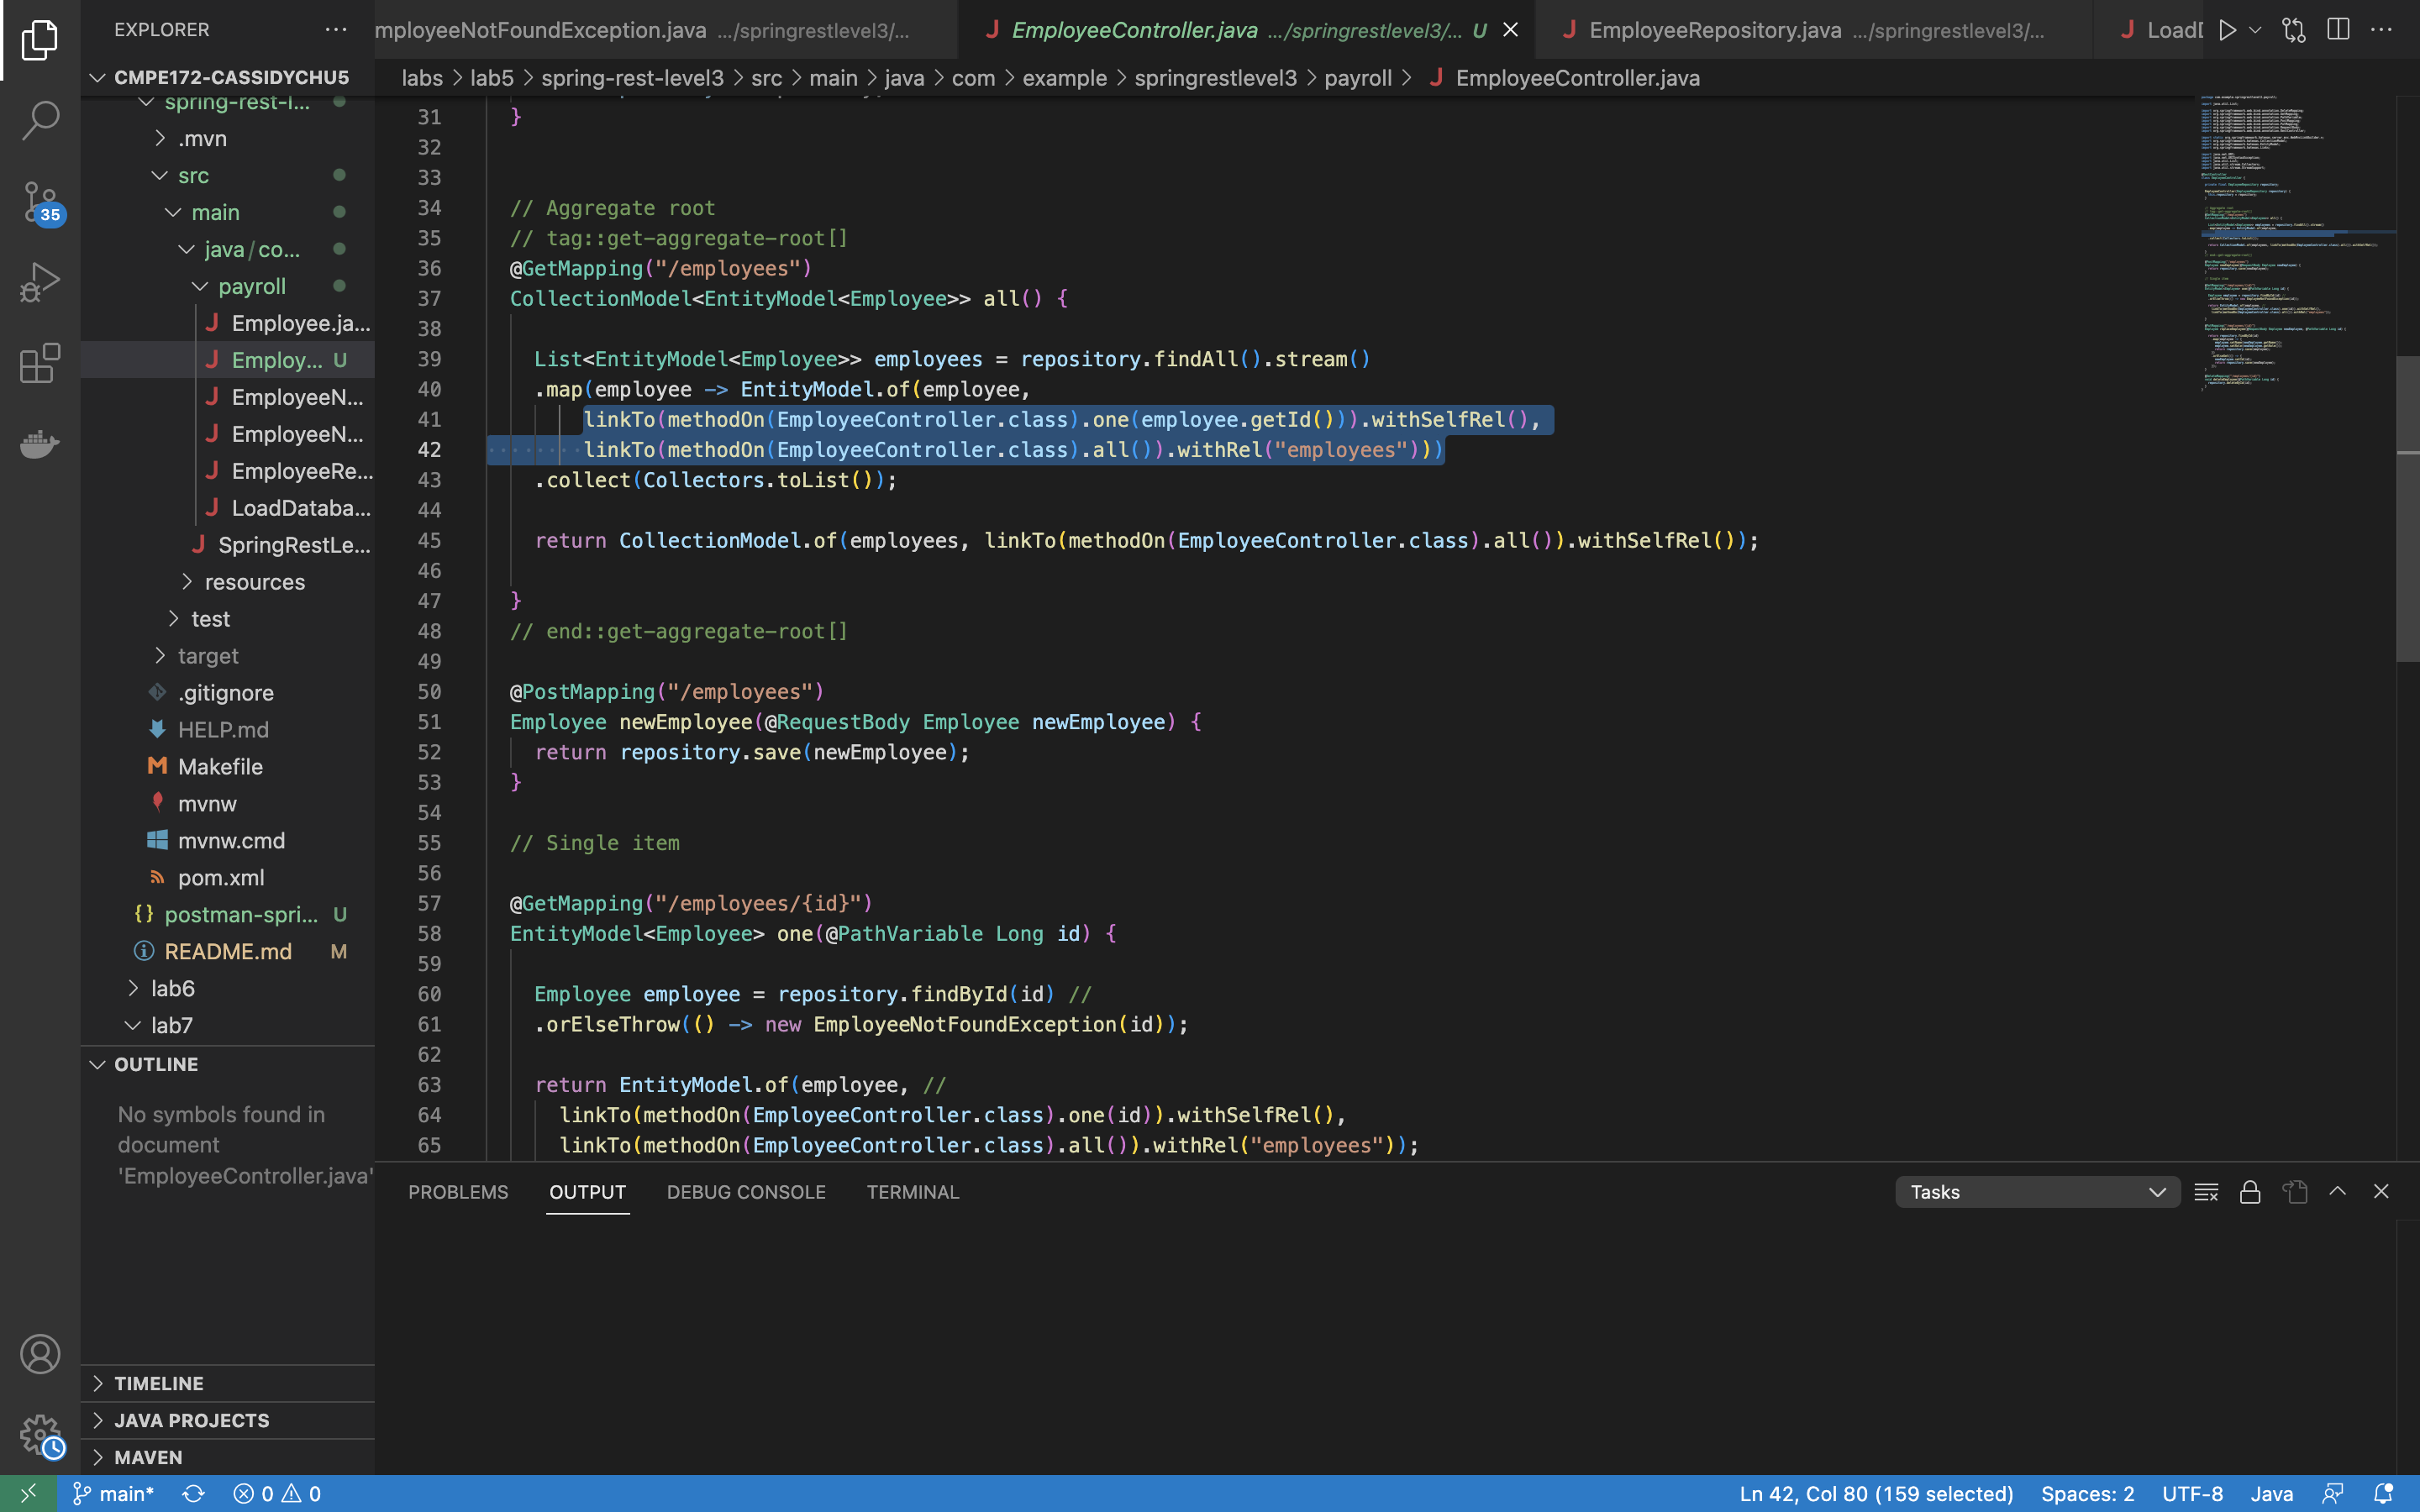 EXPLORER
mployeeNotFoundException.java .../springrestlevel3/...
EmployeeController.java .../springrestlevel3/... U
EmployeeRepository.java .../springrestlevel3/...
LoadD
CMPE172-CASSIDYCHU5
labs > lab5 > spring-rest-level3 > src > main > java > com > example > springrestlevel3 > payroll > J EmployeeController.java
spring-rest-l...
.mvn
src
main
java/co...
payroll
J Employee.ja...
J Employ... U
J EmployeeN...
J EmployeeN...
J EmployeeRe...
J LoadDataba...
J SpringRestLe...
resources
test
target
.gitignore
HELP.md
Makefile
mvnw
mvnw.cmd
pom.xml
{} postman-spri... U
README.md M
lab6
lab7
OUTLINE
No symbols found in
document
'EmployeeController.java'
TIMELINE
JAVA PROJECTS
MAVEN
35
31 }
32
33
34 // Aggregate root
35 // tag::get-aggregate-root[]
36 @GetMapping("/employees")
37 CollectionModel<EntityModel<Employee>> all() {
38
39 List<EntityModel<Employee>> employees = repository.findAll().stream()
40 .map(employee -> EntityModel.of(employee,
41 linkTo(methodOn(EmployeeController.class).one(employee.getId())).withSelfRel(),
42 linkTo(methodOn(EmployeeController.class).all()).withRel("employees")))
43 .collect(Collectors.toList());
44
45 return CollectionModel.of(employees, linkTo(methodOn(EmployeeController.class).all()).withSelfRel());
46
47 }
48 // end::get-aggregate-root[]
49
50 @PostMapping("/employees")
51 Employee newEmployee(@RequestBody Employee newEmployee) {
52 return repository.save(newEmployee);
53 }
54
55 // Single item
56
57 @GetMapping("/employees/{id}")
58 EntityModel<Employee> one(@PathVariable Long id) {
59
60 Employee employee = repository.findById(id) //
61 .orElseThrow(() -> new EmployeeNotFoundException(id));
62
63 return EntityModel.of(employee, //
64 linkTo(methodOn(EmployeeController.class).one(id)).withSelfRel(),
65 linkTo(methodOn(EmployeeController.class).all()).withRel("employees"));
PROBLEMS OUTPUT DEBUG CONSOLE TERMINAL
Tasks
main* 0 0
Ln 42, Col 80 (159 selected) Spaces: 2 UTF-8 Java